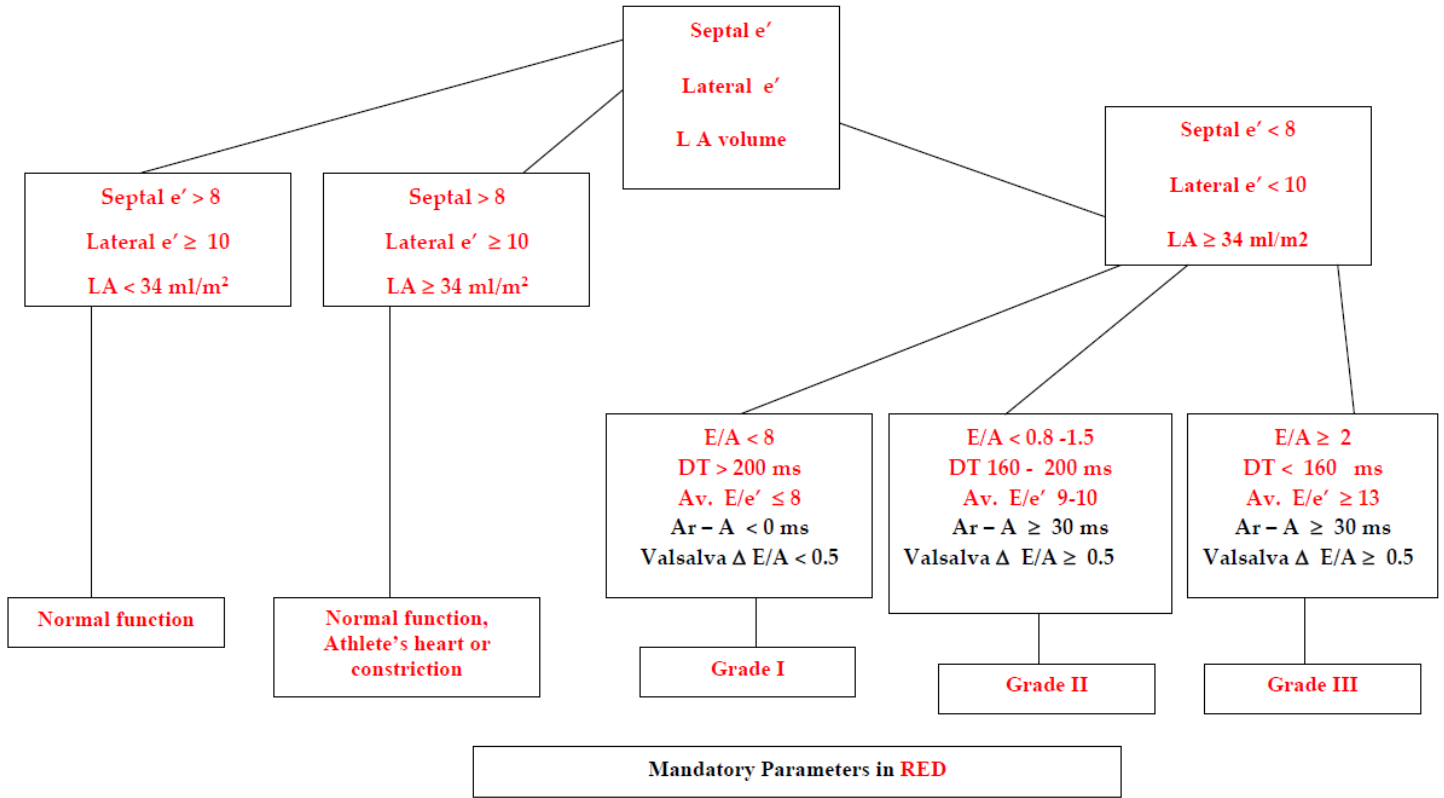 Septal e′
Lateral e′
L A volume
Septal e′ < 8
Lateral e′ < 10
LA ≥ 34 ml/m2
Septal e′ > 8
Lateral e′ ≥ 10
LA < 34 ml/m²
Septal > 8
Lateral e′ ≥ 10
LA ≥ 34 ml/m²
E/A < 8
DT > 200 ms
Av. E/e′ ≤ 8
Ar – A < 0 ms
Valsalva Δ E/A < 0.5
E/A < 0.8 -1.5
DT 160 - 200 ms
Av. E/e′ 9-10
Ar – A ≥ 30 ms
Valsalva Δ E/A ≥ 0.5
E/A ≥ 2
DT < 160 ms
Av. E/e′ ≥ 13
Ar – A ≥ 30 ms
Valsalva Δ E/A ≥ 0.5
Normal function
Normal function,
Athlete’s heart or
constriction
Grade I
Grade II
Grade III
Mandatory Parameters in RED